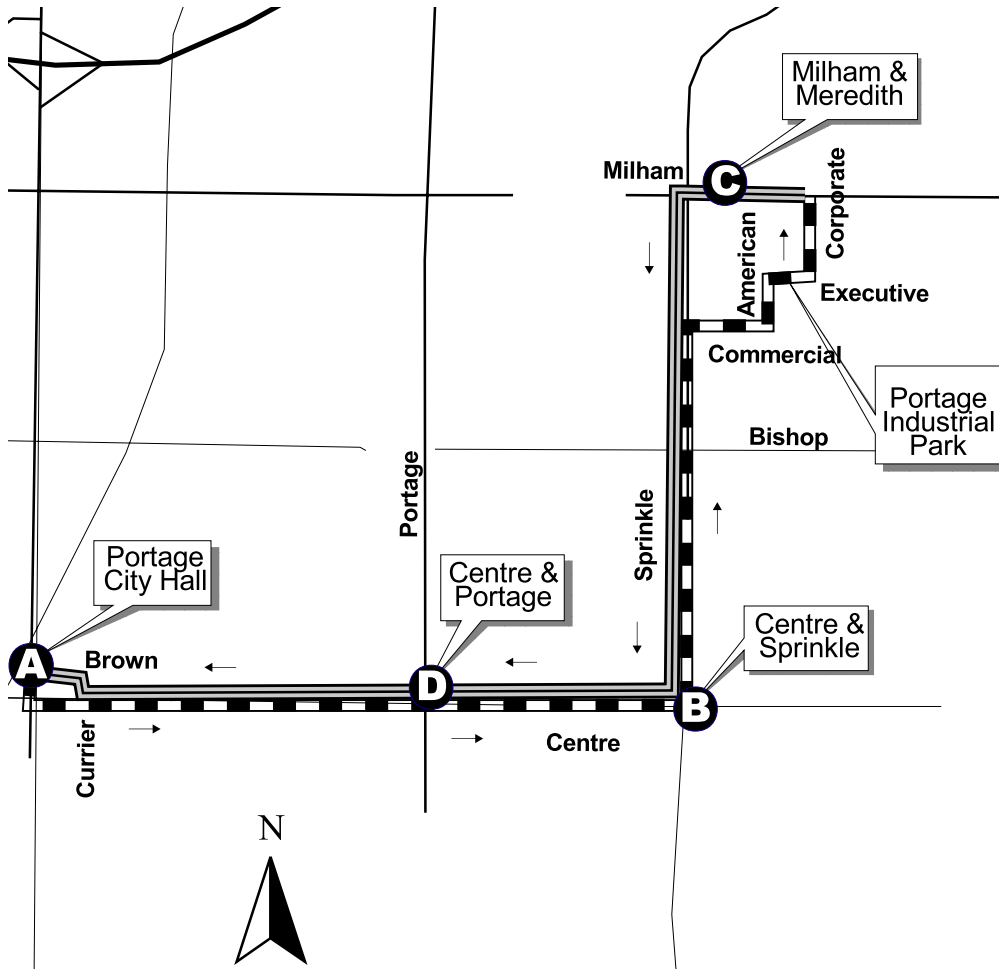 Milham &
Meredith
Milham
C
Corporate
American
Executive
Commercial
Portage
Industrial
Park
Bishop
Portage
Sprinkle
Portage
City Hall
Centre &
Portage
Centre &
Sprinkle
A
Brown
D
B
Currier
Centre
N